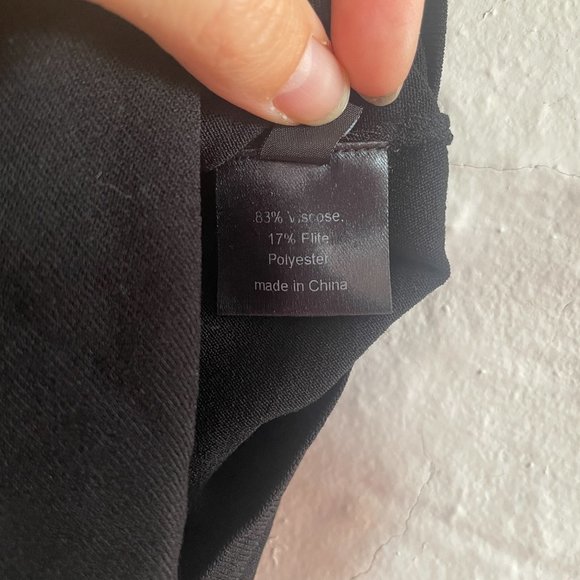 83% Viscose,
17% Elite
Polyester
made in China